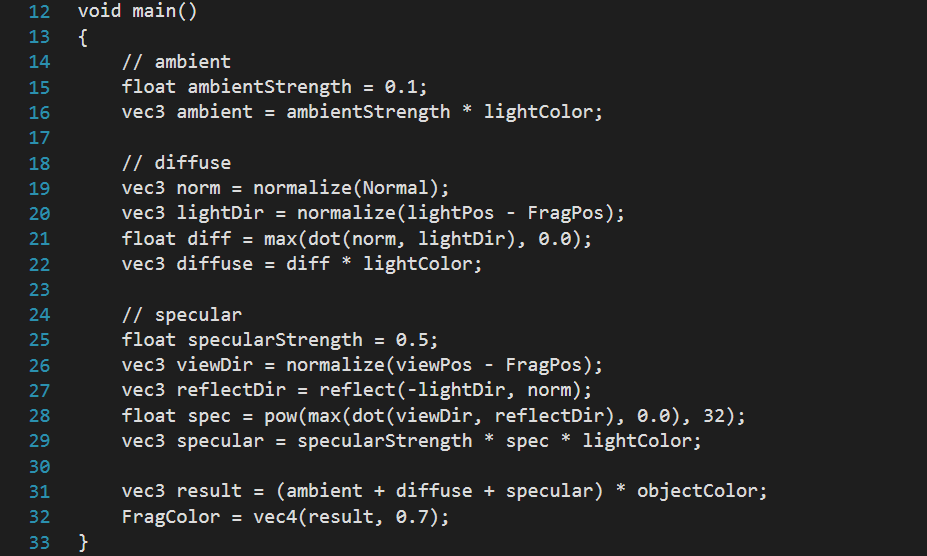 12 void main()
13 {
14     // ambient
15     float ambientStrength = 0.1;
16     vec3 ambient = ambientStrength * lightColor;
17
18     // diffuse
19     vec3 norm = normalize(Normal);
20     vec3 lightDir = normalize(lightPos - FragPos);
21     float diff = max(dot(norm, lightDir), 0.0);
22     vec3 diffuse = diff * lightColor;
23
24     // specular
25     float specularStrength = 0.5;
26     vec3 viewDir = normalize(viewPos - FragPos);
27     vec3 reflectDir = reflect(-lightDir, norm);
28     float spec = pow(max(dot(viewDir, reflectDir), 0.0), 32);
29     vec3 specular = specularStrength * spec * lightColor;
30
31     vec3 result = (ambient + diffuse + specular) * objectColor;
32     FragColor = vec4(result, 0.7);
33 }